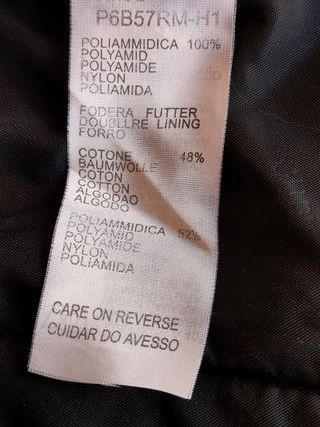 P6B57RM-H1
POLIAMMIDICA 100%
POLYAMID
POLYAMIDE
NYLON
POLIAMIDA
FODERA FUTTER
DOUBLLRE LINING
FORRO
COTONE 48%
BAUMWOLLE
COTON
COTTON
ALGODAO
ALGODO
POLIAMMIDICA 52%
POLYAMID
POLYAMIDE
NYLON
POLIAMIDA
CARE ON REVERSE
CUIDAR DO AVESSO